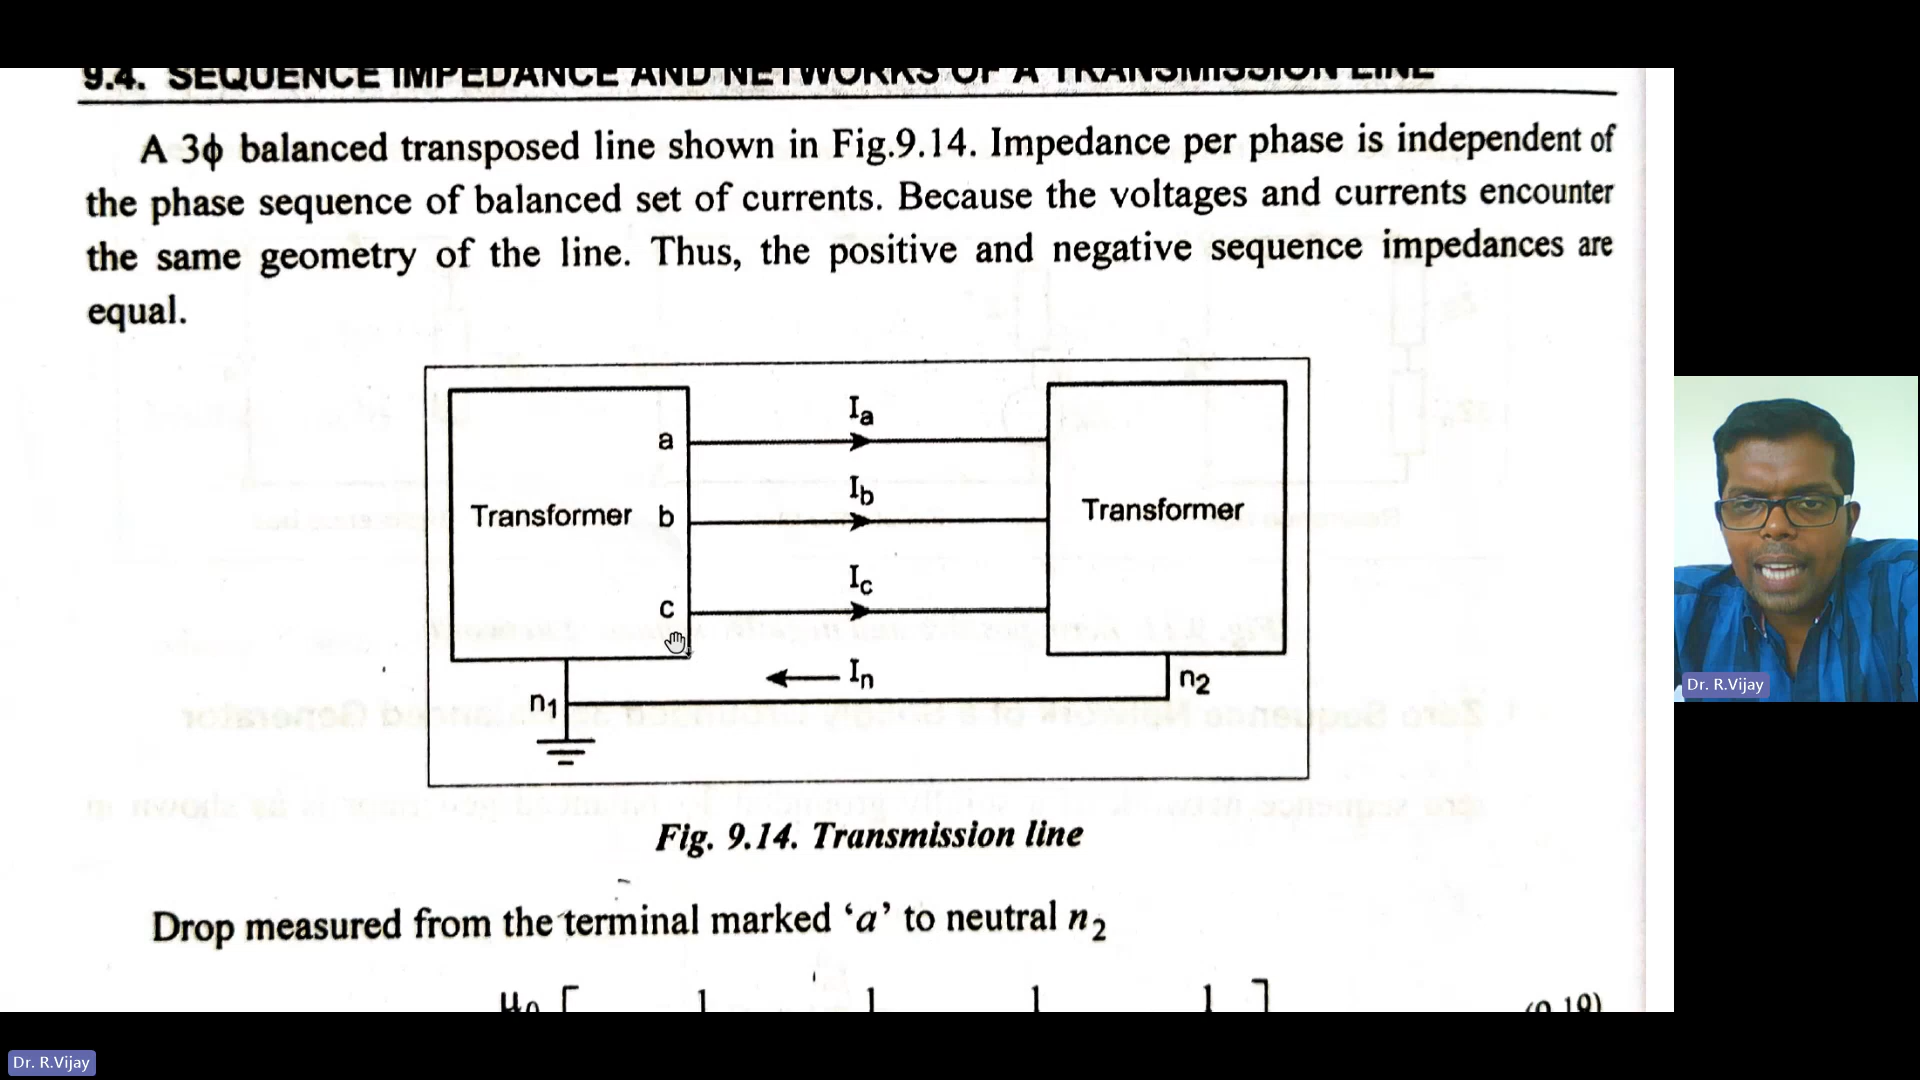 9.4. SEQUENCE IMPEDANCE AND NETWORKS OF A TRANSMISSION LINE
A 3ϕ balanced transposed line shown in Fig.9.14. Impedance per phase is independent of
the phase sequence of balanced set of currents. Because the voltages and currents encounter
the same geometry of the line. Thus, the positive and negative sequence impedances are
equal.
Ia
a
Ib
Transformer b
Transformer
Ic
c
In
n1
n2
Fig. 9.14. Transmission line
Drop measured from the terminal marked ‘a’ to neutral n2
Dr. R.Vijay
Dr. R.Vijay